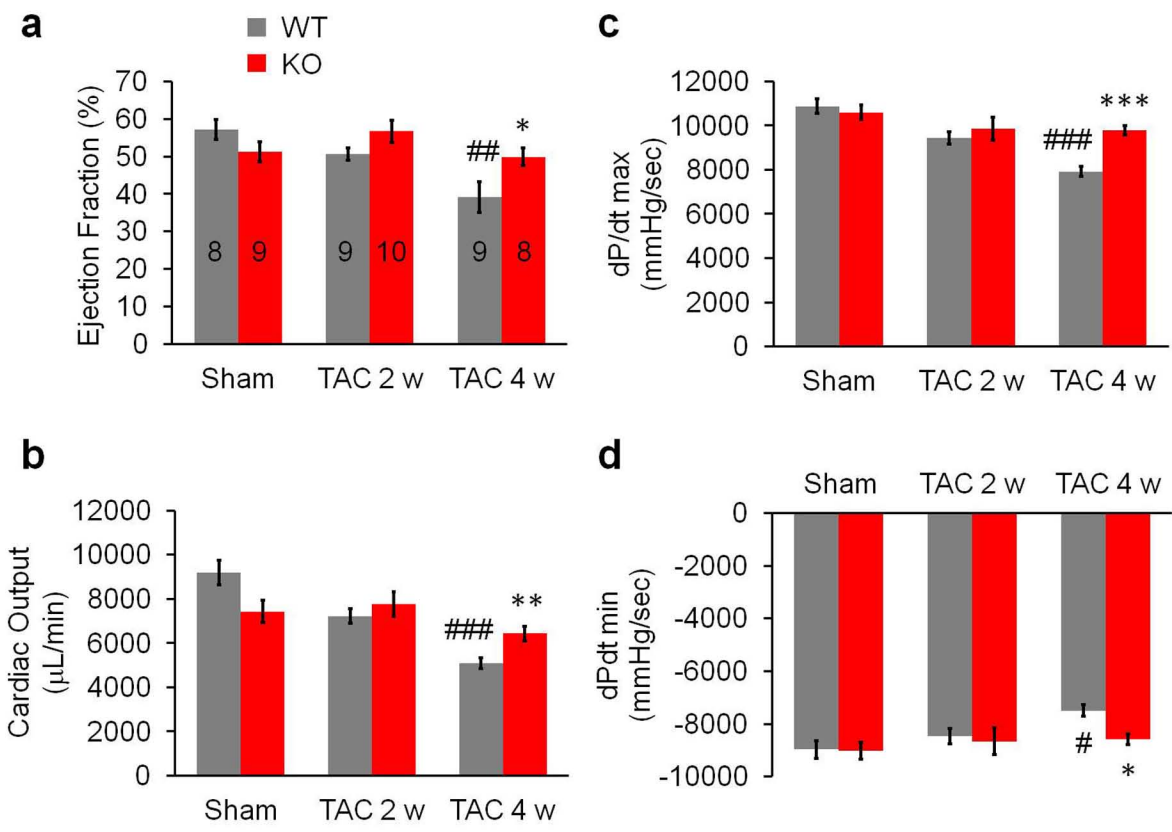 a
WT
KO
70
60
50
40
30
20
10
0
Ejection Fraction (%)
##
*
8
9
9
10
9
8
Sham
TAC 2 w
TAC 4 w
b
12000
10000
8000
6000
4000
2000
0
Cardiac Output
(μL/min)
###
**
Sham
TAC 2 w
TAC 4 w
c
12000
10000
8000
6000
4000
2000
0
dP/dt max
(mmHg/sec)
***
###
Sham
TAC 2 w
TAC 4 w
d
Sham
TAC 2 w
TAC 4 w
0
-2000
-4000
-6000
-8000
-10000
dPdt min
(mmHg/sec)
#
*